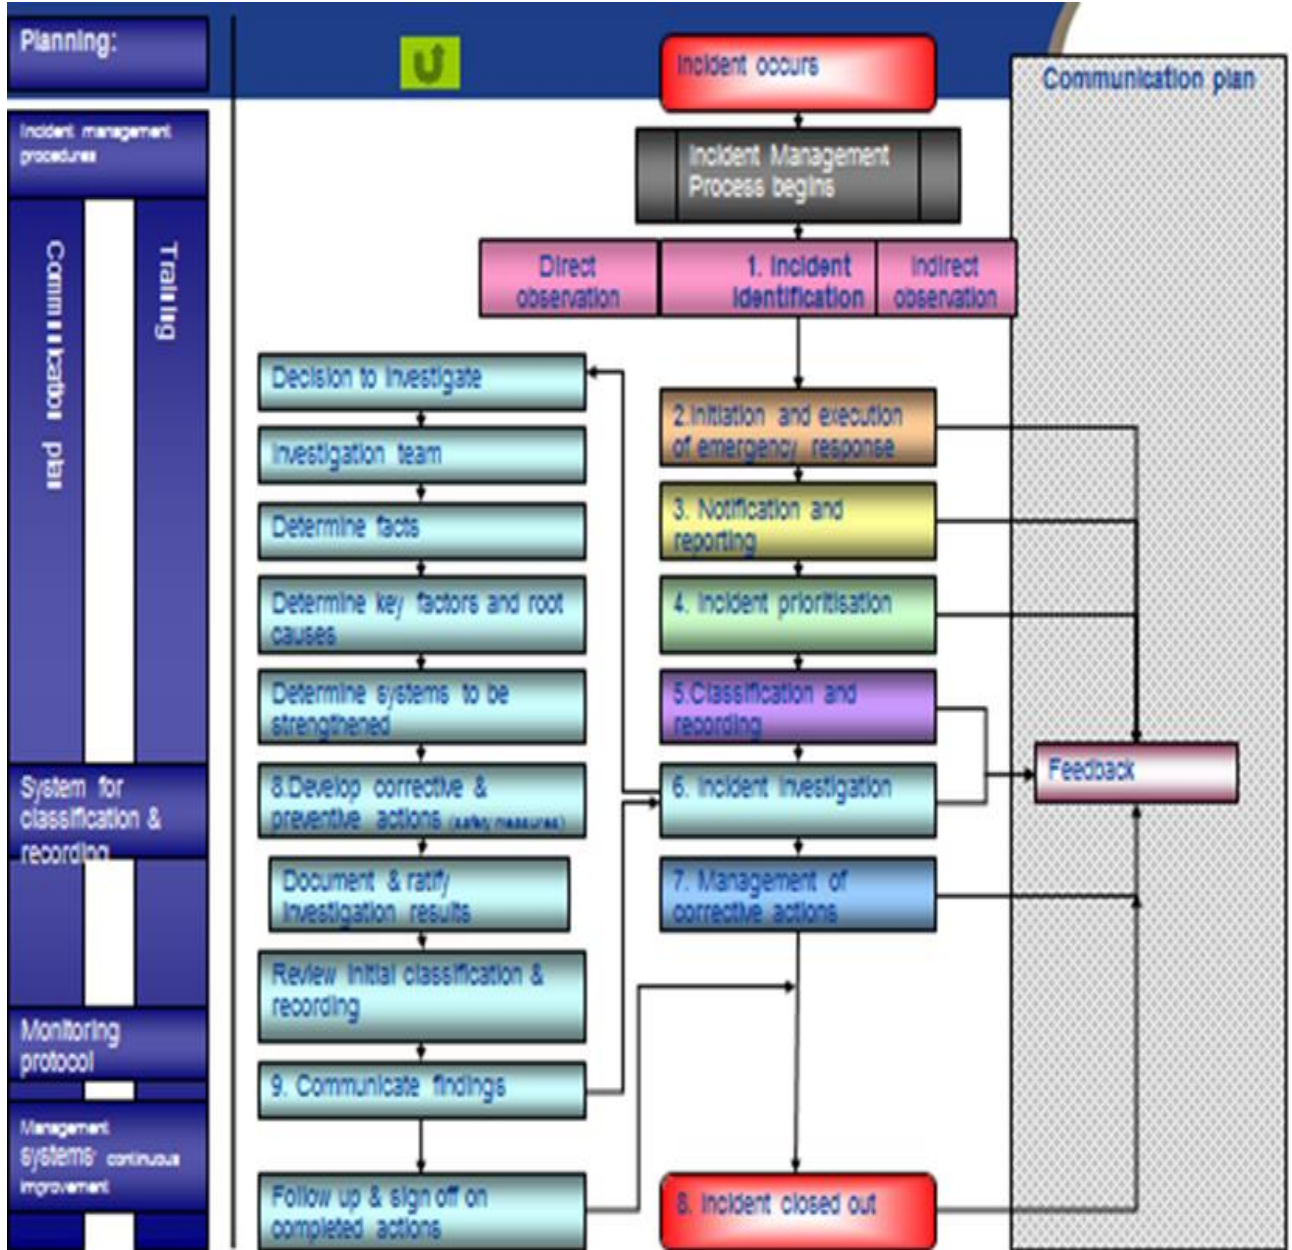 Planning:
Incident management
procedures
Communication plan
Training
System for
classification &
recording
Monitoring
protocol
Management
systems: continuous
improvement
Incident occurs
Incident Management
Process begins
Direct
observation
1. Incident
identification
Indirect
observation
Decision to investigate
Investigation team
Determine facts
Determine key factors and root
causes
Determine systems to be
strengthened
8.Develop corrective &
preventive actions (safety measures)
Document & ratify
investigation results
Review initial classification &
recording
9. Communicate findings
Follow up & sign off on
completed actions
2.Initiation and execution
of emergency response
3. Notification and
reporting
4. Incident prioritisation
5.Classification and
recording
6. Incident investigation
7. Management of
corrective actions
8. Incident closed out
Communication plan
Feedback